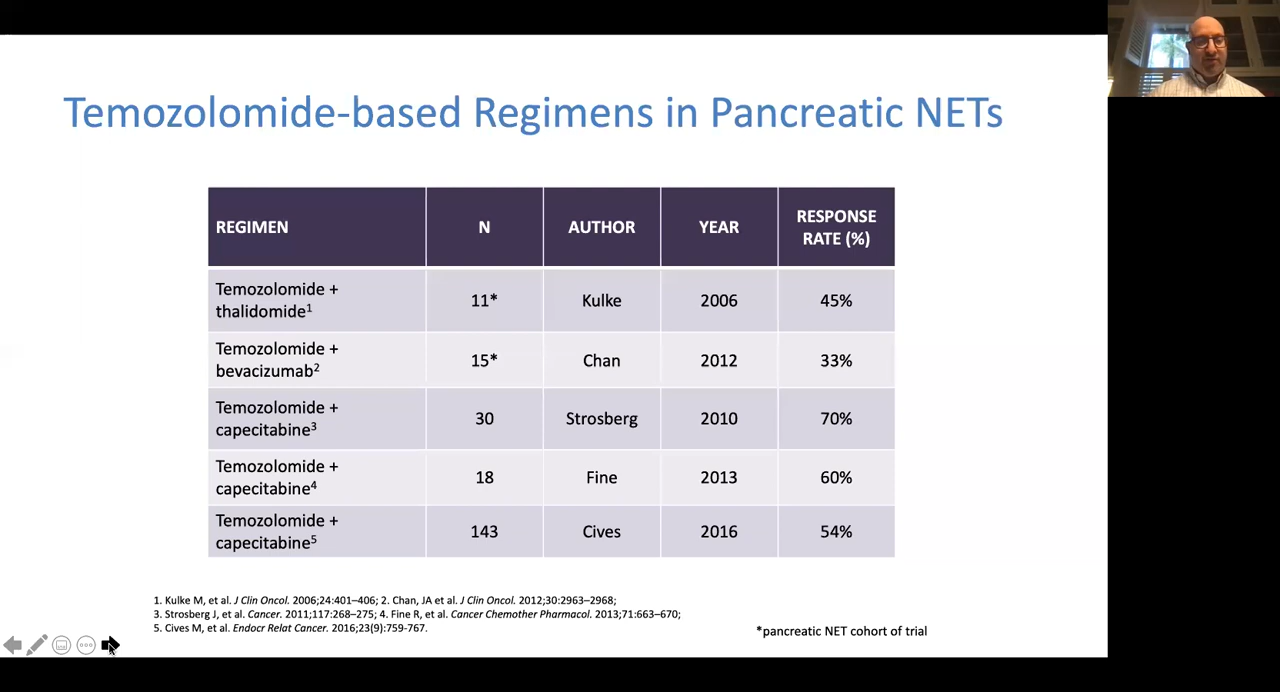 Temozolomide-based Regimens in Pancreatic NETs
REGIMEN N AUTHOR YEAR RESPONSE RATE (%)
Temozolomide + thalidomide1 11* Kulke 2006 45%
Temozolomide + bevacizumab2 15* Chan 2012 33%
Temozolomide + capecitabine3 30 Strosberg 2010 70%
Temozolomide + capecitabine4 18 Fine 2013 60%
Temozolomide + capecitabine5 143 Cives 2016 54%
1. Kulke M, et al. J Clin Oncol. 2006;24:401–406; 2. Chan, JA et al. J Clin Oncol. 2012;30:2963–2968;
3. Strosberg J, et al. Cancer. 2011;117:268–275; 4. Fine R, et al. Cancer Chemother Pharmacol. 2013;71:663–670;
5. Cives M, et al. Endocr Relat Cancer. 2016;23(9):759-767.
*pancreatic NET cohort of trial